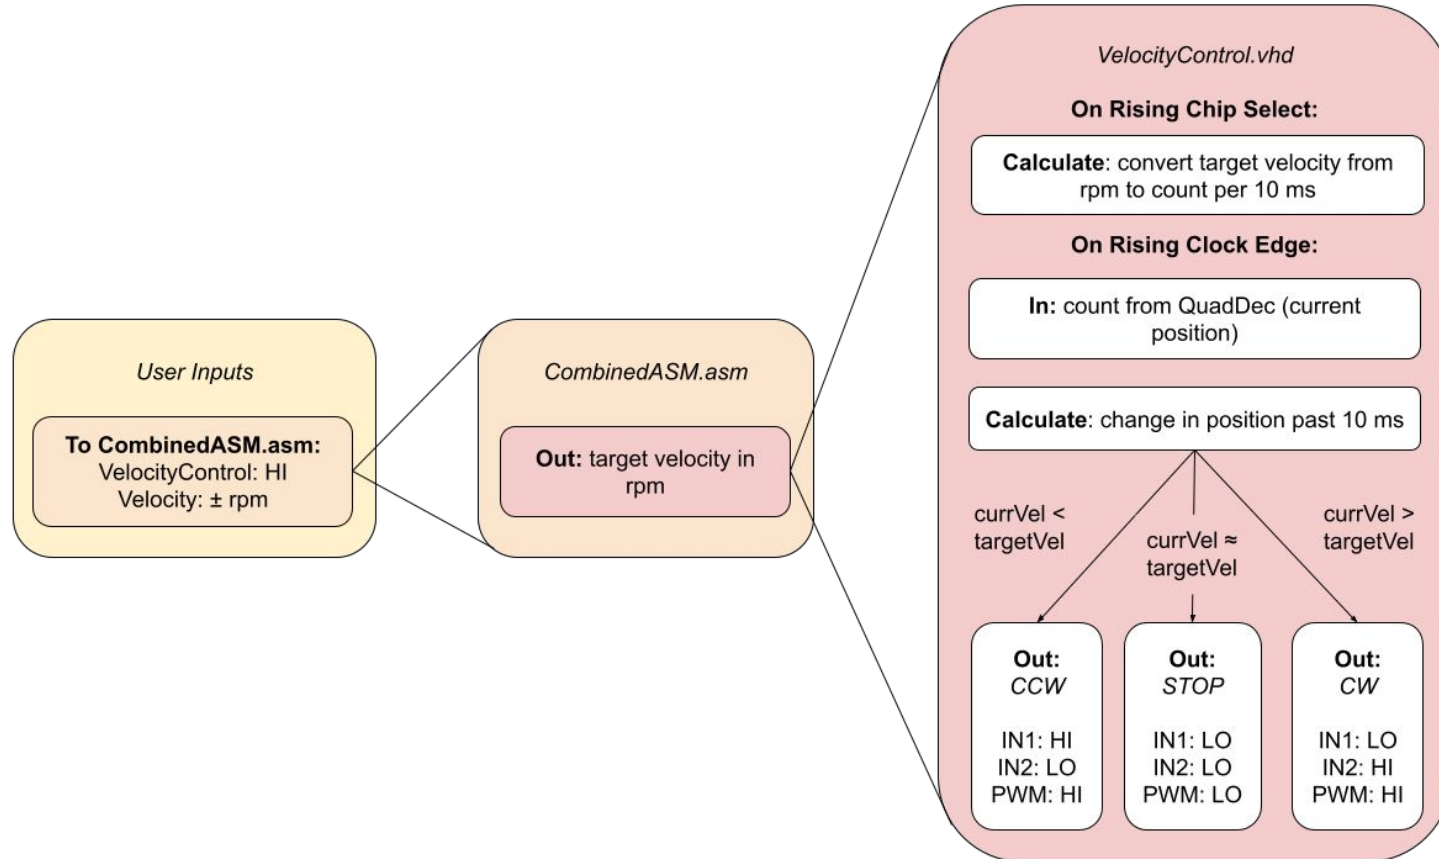 User Inputs
To CombinedASM.asm:
VelocityControl: HI
Velocity: ± rpm
CombinedASM.asm
Out: target velocity in
rpm
VelocityControl.vhd
On Rising Chip Select:
Calculate: convert target velocity from
rpm to count per 10 ms
On Rising Clock Edge:
In: count from QuadDec (current
position)
Calculate: change in position past 10 ms
currVel <
targetVel
currVel ≈
targetVel
currVel >
targetVel
Out:
CCW
IN1: HI
IN2: LO
PWM: HI
Out:
STOP
IN1: LO
IN2: LO
PWM: LO
Out:
CW
IN1: LO
IN2: HI
PWM: HI